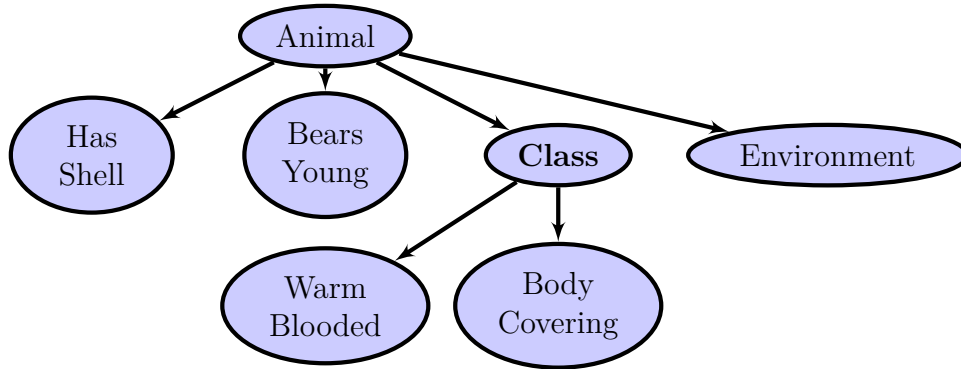 Animal
Has
Shell
Bears
Young
Class
Environment
Warm
Blooded
Body
Covering